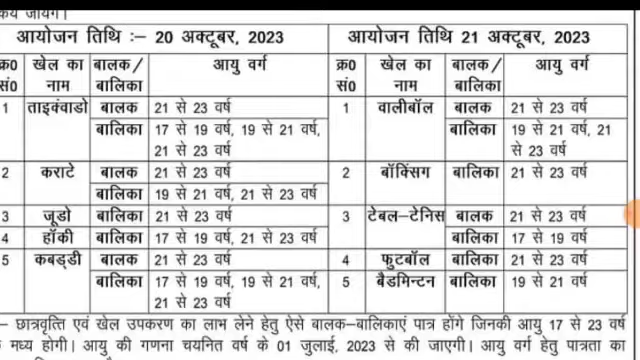 किये जायेंगे।
आयोजन तिथि :– 20 अक्टूबर, 2023 आयोजन तिथि 21 अक्टूबर, 2023
क्र0 सं0 खेल का नाम बालक/ बालिका आयु वर्ग क्र0 सं0 खेल का नाम बालक/ बालिका आयु वर्ग
1 ताइक्वाडो बालक 21 से 23 वर्ष 1 वालीबॉल बालक 21 से 23 वर्ष
बालिका 17 से 19 वर्ष, 19 से 21 वर्ष, बालिका 19 से 21 वर्ष, 21
21 से 23 वर्ष से 23 वर्ष
2 कराटे बालक 21 से 23 वर्ष 2 बॉक्सिंग बालिका 21 से 23 वर्ष
बालिका 19 से 21 वर्ष, 21 से 23 वर्ष
3 जूडो बालक 21 से 23 वर्ष 3 टेबल–टेनिस बालक 21 से 23 वर्ष
4 हॉकी बालिका 17 से 19 वर्ष, 21 से 23 वर्ष बालिका 17 से 19 वर्ष
5 कबड्डी बालक 21 से 23 वर्ष 4 फुटबॉल बालिका 21 से 23 वर्ष
बालिका 17 से 19 वर्ष, 19 से 21 वर्ष, 5 बैडमिन्टन बालिका 19 से 21 वर्ष
21 से 23 वर्ष
– छात्रवृत्ति एवं खेल उपकरण का लाभ लेने हेतु ऐसे बालक–बालिकाएं पात्र होंगे जिनकी आयु 17 से 23 वर्ष
मध्य होगी। आयु की गणना चयनित वर्ष के 01 जुलाई, 2023 से की जाएगी। आयु वर्ग हेतु पात्रता का